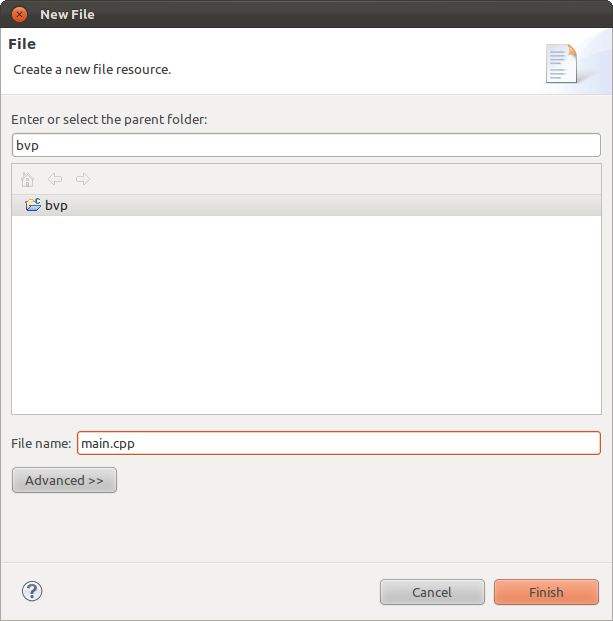 New File
File
Create a new file resource.
Enter or select the parent folder:
bvp
bvp
File name: main.cpp
Advanced >>
?
Cancel
Finish